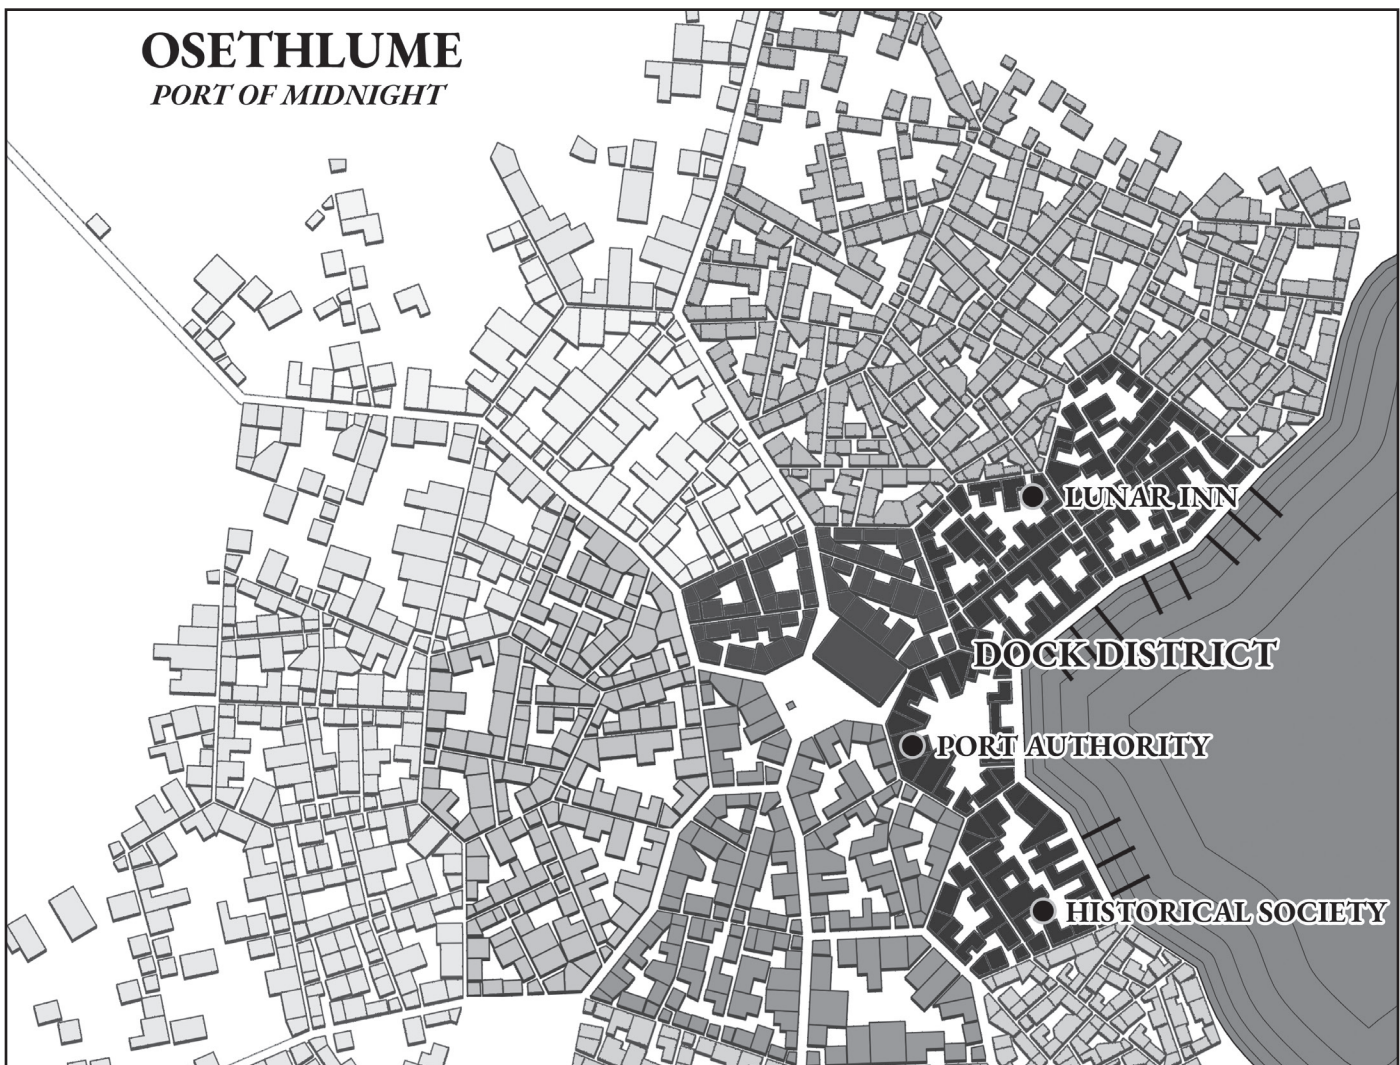 OSETHLUME
PORT OF MIDNIGHT
LUNAR INN
DOCK DISTRICT
PORT AUTHORITY
HISTORICAL SOCIETY